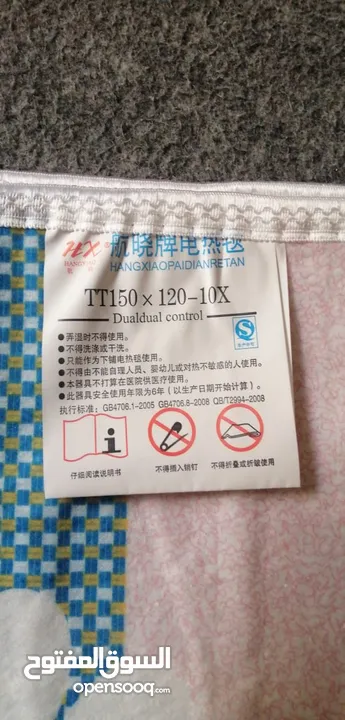 HX 航晓牌电热毯
HANGXIAOPAIDIANRETAN
TT150×120-10X
Dualdual control
●弄湿时不得使用。
●不得洗涤或干洗。
●只能作为下铺电热毯使用。
●不得由不能自理人员、婴幼儿或对热不敏感的人使用。
●本器具不打算在医院供医疗使用。
●此器具安全使用年限为6年（以生产日期开始计算）。
执行标准：GB4706.1-2005 GB4706.8-2008 QB/T2994-2008
仔细阅读说明书 不得插入销钉 不得折叠或折皱使用
السوق المفتوح
opensooq.com